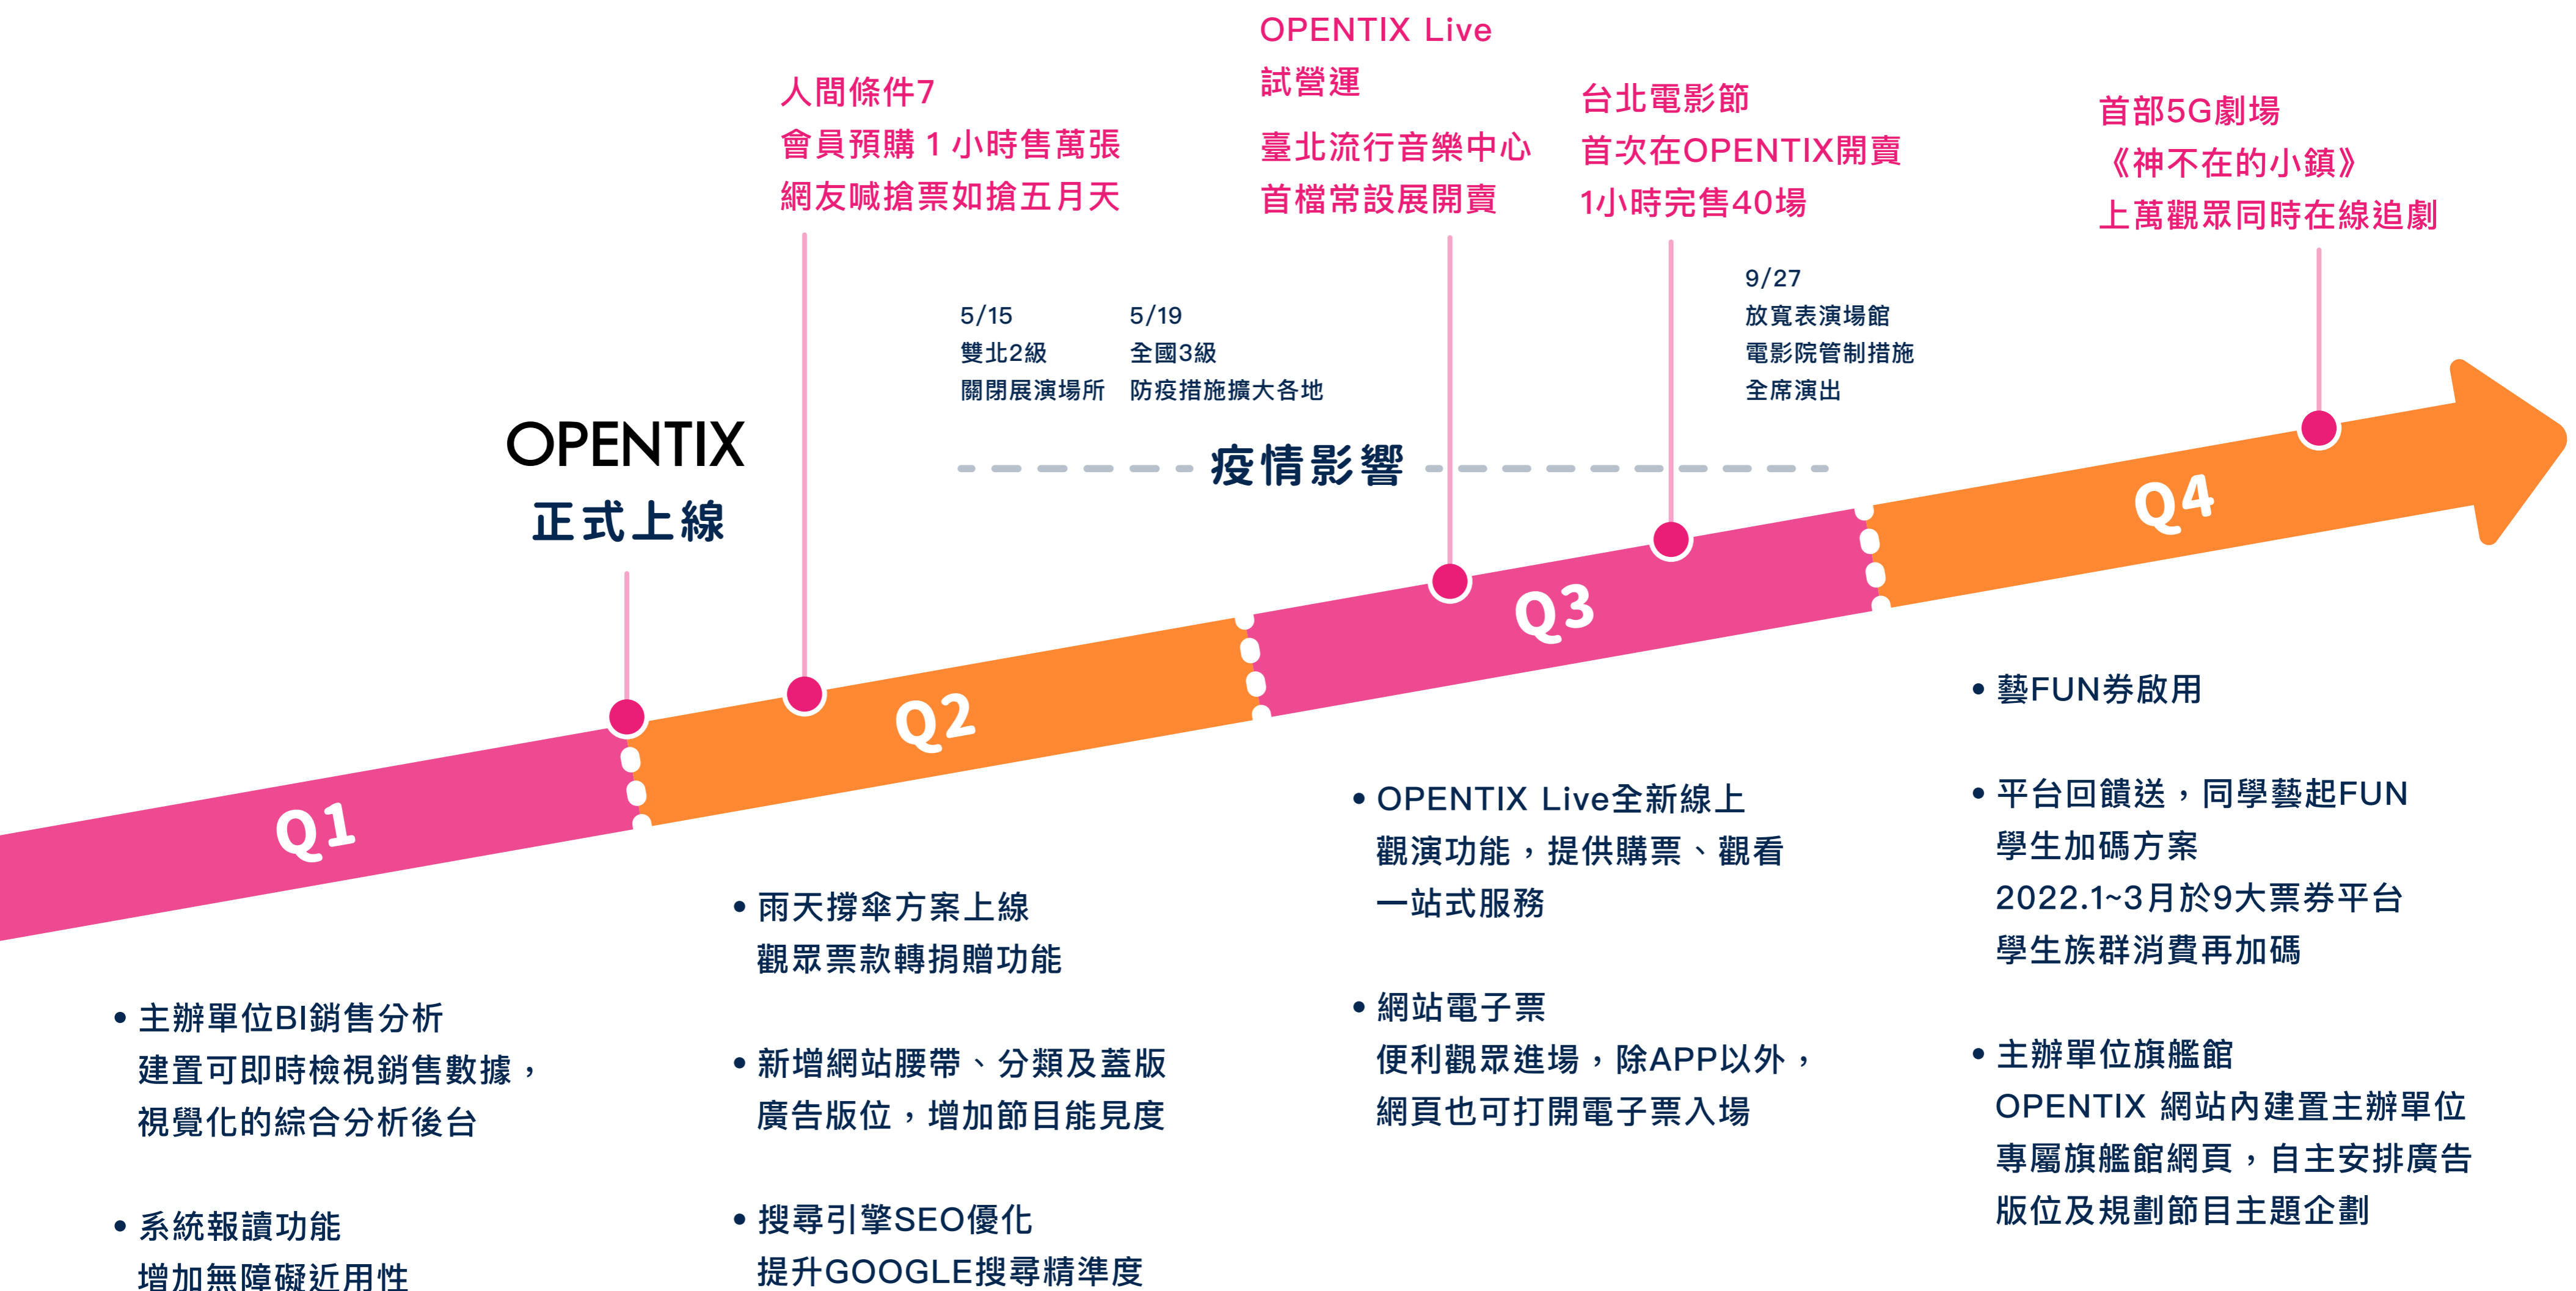 OPENTIX
正式上線
人間條件7
會員預購 1 小時售萬張
網友喊搶票如搶五月天
5/15
雙北2級
關閉展演場所
5/19
全國3級
防疫措施擴大各地
疫情影響
OPENTIX Live
試營運
臺北流行音樂中心
首檔常設展開賣
台北電影節
首次在OPENTIX開賣
1小時完售40場
9/27
放寬表演場館
電影院管制措施
全席演出
首部5G劇場
《神不在的小鎮》
上萬觀眾同時在線追劇
Q1
Q2
Q3
Q4
• 主辦單位BI銷售分析
建置可即時檢視銷售數據，
視覺化的綜合分析後台
• 系統報讀功能
增加無障礙近用性
• 雨天撐傘方案上線
觀眾票款轉捐贈功能
• 新增網站腰帶、分類及蓋版
廣告版位，增加節目能見度
• 搜尋引擎SEO優化
提升GOOGLE搜尋精準度
• OPENTIX Live全新線上
觀演功能，提供購票、觀看
一站式服務
• 網站電子票
便利觀眾進場，除APP以外，
網頁也可打開電子票入場
• 藝FUN券啟用
• 平台回饋送，同學藝起FUN
學生加碼方案
2022.1~3月於9大票券平台
學生族群消費再加碼
• 主辦單位旗艦館
OPENTIX 網站內建置主辦單位
專屬旗艦館網頁，自主安排廣告
版位及規劃節目主題企劃